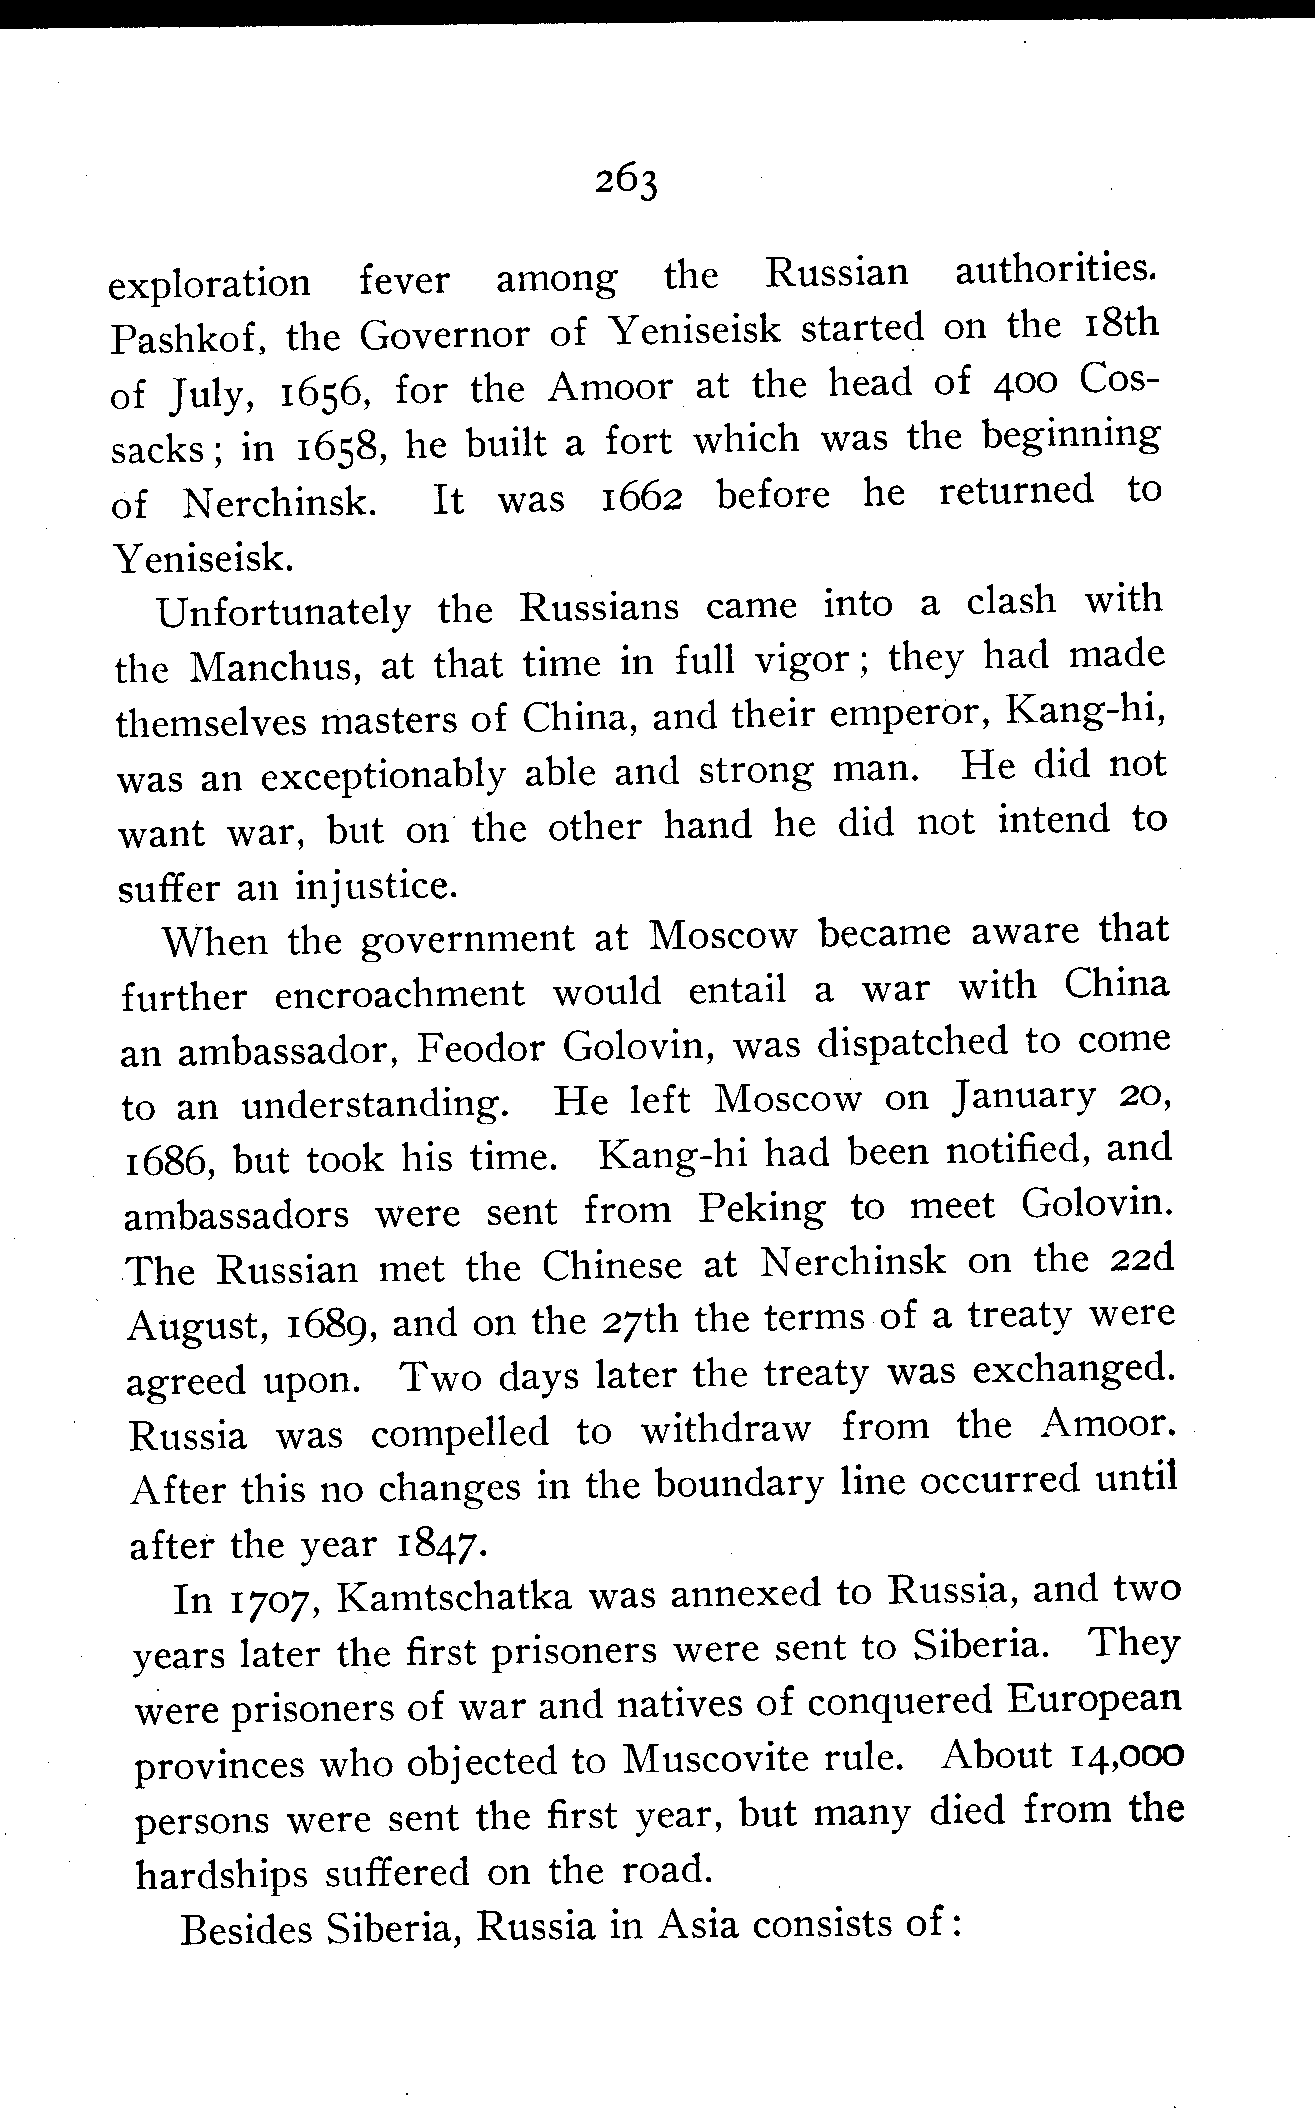 263
exploration fever among the Russian authorities.
Pashkof, the Governor of Yeniseisk started on the 18th
of July, 1656, for the Amoor at the head of 400 Cos-
sacks; in 1658, he built a fort which was the beginning
of Nerchinsk. It was 1662 before he returned to
Yeniseisk.
Unfortunately the Russians came into a clash with
the Manchus, at that time in full vigor; they had made
themselves masters of China, and their emperor, Kang-hi,
was an exceptionably able and strong man. He did not
want war, but on the other hand he did not intend to
suffer an injustice.
When the government at Moscow became aware that
further encroachment would entail a war with China
an ambassador, Feodor Golovin, was dispatched to come
to an understanding. He left Moscow on January 20,
1686, but took his time. Kang-hi had been notified, and
ambassadors were sent from Peking to meet Golovin.
The Russian met the Chinese at Nerchinsk on the 22d
August, 1689, and on the 27th the terms of a treaty were
agreed upon. Two days later the treaty was exchanged.
Russia was compelled to withdraw from the Amoor.
After this no changes in the boundary line occurred until
after the year 1847.
In 1707, Kamtschatka was annexed to Russia, and two
years later the first prisoners were sent to Siberia. They
were prisoners of war and natives of conquered European
provinces who objected to Muscovite rule. About 14,000
persons were sent the first year, but many died from the
hardships suffered on the road.
Besides Siberia, Russia in Asia consists of: